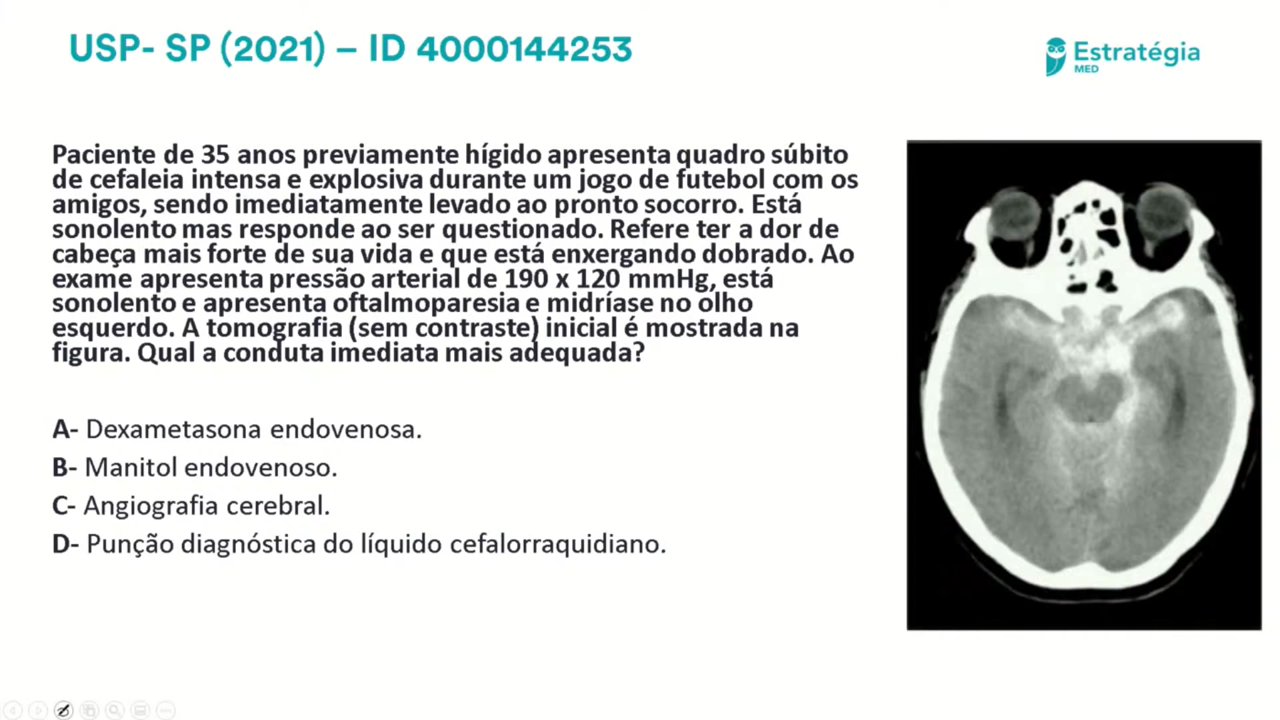 USP- SP (2021) – ID 4000144253
Estratégia
MED
Paciente de 35 anos previamente hígido apresenta quadro súbito
de cefaleia intensa e explosiva durante um jogo de futebol com os
amigos, sendo imediatamente levado ao pronto socorro. Está
sonolento mas responde ao ser questionado. Refere ter a dor de
cabeça mais forte de sua vida e que está enxergando dobrado. Ao
exame apresenta pressão arterial de 190 x 120 mmHg, está
sonolento e apresenta oftalmoparesia e midríase no olho
esquerdo. A tomografia (sem contraste) inicial é mostrada na
figura. Qual a conduta imediata mais adequada?
A- Dexametasona endovenosa.
B- Manitol endovenoso.
C- Angiografia cerebral.
D- Punção diagnóstica do líquido cefalorraquidiano.